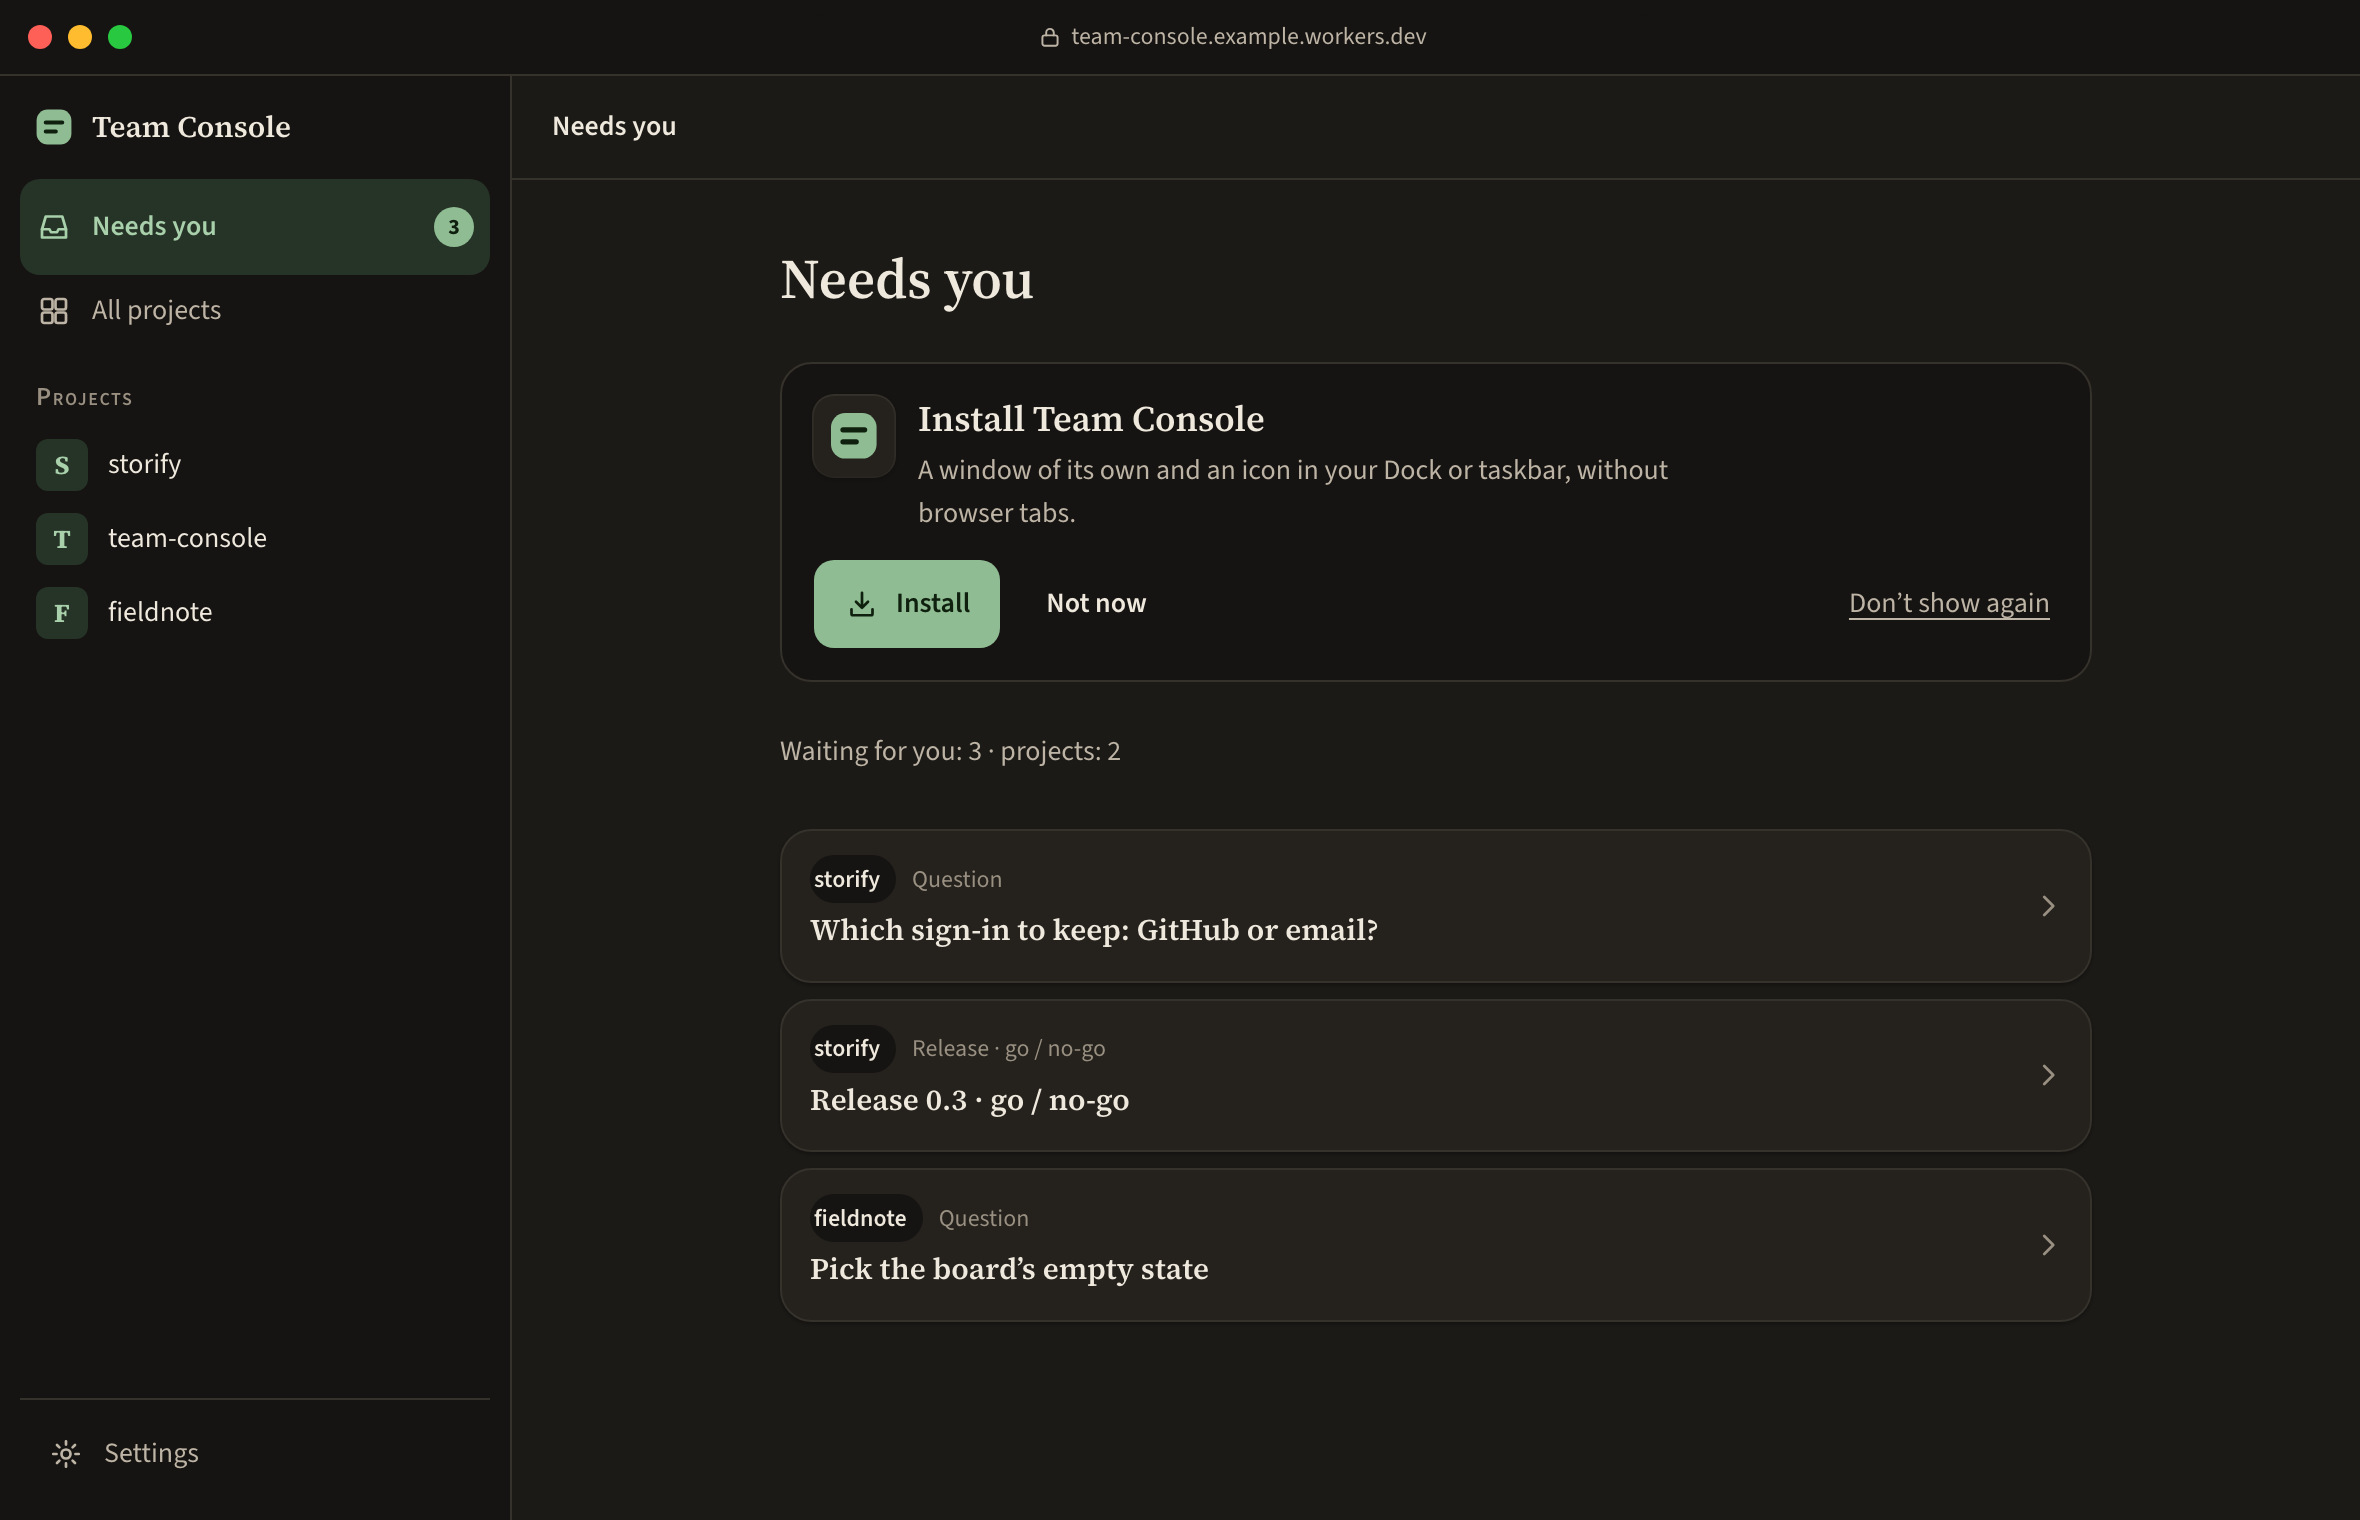 team-console.example.workers.dev
Team Console
Needs you
3
All projects
Projects
S
storify
T
team-console
F
fieldnote
Settings
Needs you
Needs you
Install Team Console
A window of its own and an icon in your Dock or taskbar, without
browser tabs.
Install
Not now
Don’t show again
Waiting for you: 3 · projects: 2
storify Question
Which sign-in to keep: GitHub or email?
storify Release · go / no-go
Release 0.3 · go / no-go
fieldnote Question
Pick the board’s empty state